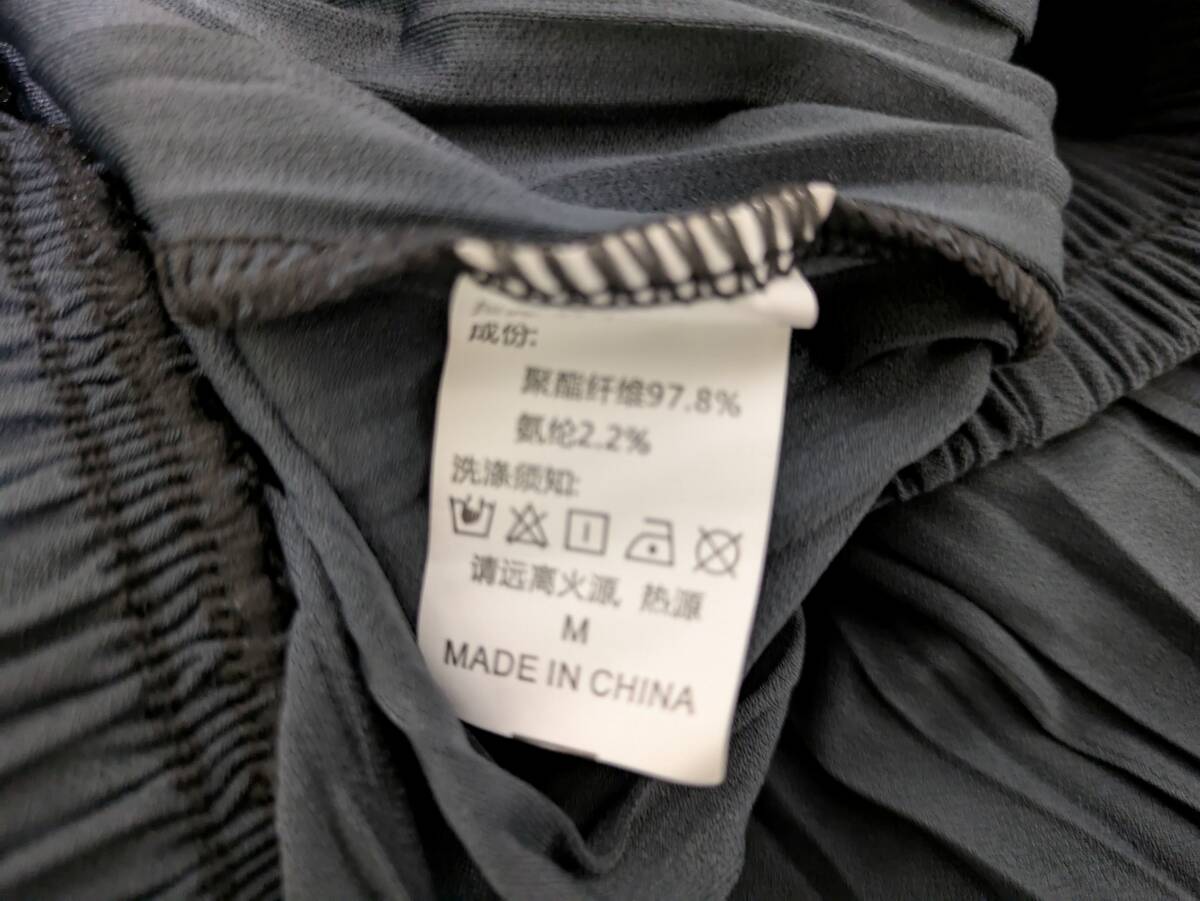 成份:
聚酯纤维97.8%
氨纶2.2%
洗涤须知:
请远离火源, 热源
M
MADE IN CHINA